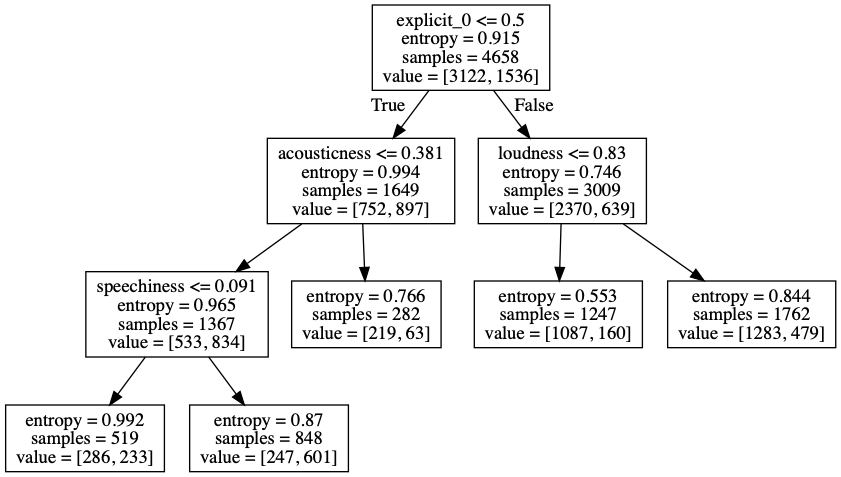 explicit_0 <= 0.5
entropy = 0.915
samples = 4658
value = [3122, 1536]
True
False
acousticness <= 0.381
entropy = 0.994
samples = 1649
value = [752, 897]
loudness <= 0.83
entropy = 0.746
samples = 3009
value = [2370, 639]
speechiness <= 0.091
entropy = 0.965
samples = 1367
value = [533, 834]
entropy = 0.766
samples = 282
value = [219, 63]
entropy = 0.553
samples = 1247
value = [1087, 160]
entropy = 0.844
samples = 1762
value = [1283, 479]
entropy = 0.992
samples = 519
value = [286, 233]
entropy = 0.87
samples = 848
value = [247, 601]